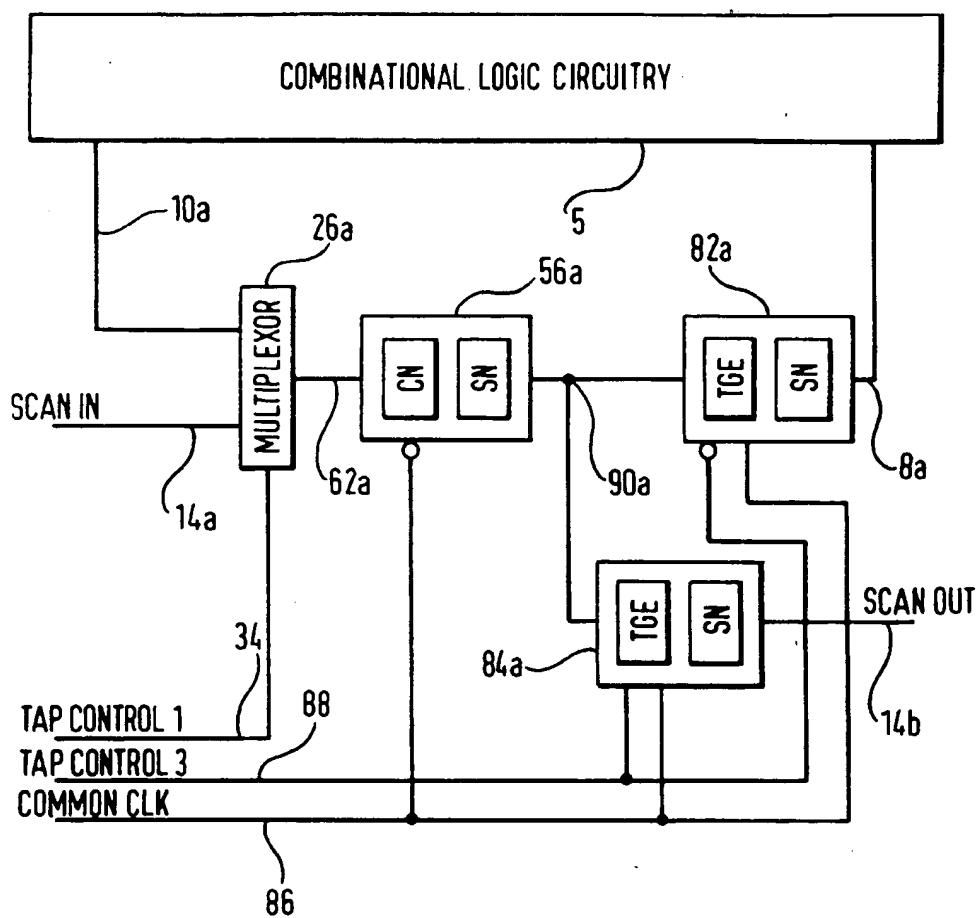 COMBINATIONAL LOGIC CIRCUITRY
10a
5
26a
82a
56a
MULTIPLEXOR
CN
SN
TGE
SN
SCAN IN
62a
90a
8a
14a
TGE
SN
SCAN OUT
34
84a
88
14b
TAP CONTROL 1
TAP CONTROL 3
COMMON CLK
86